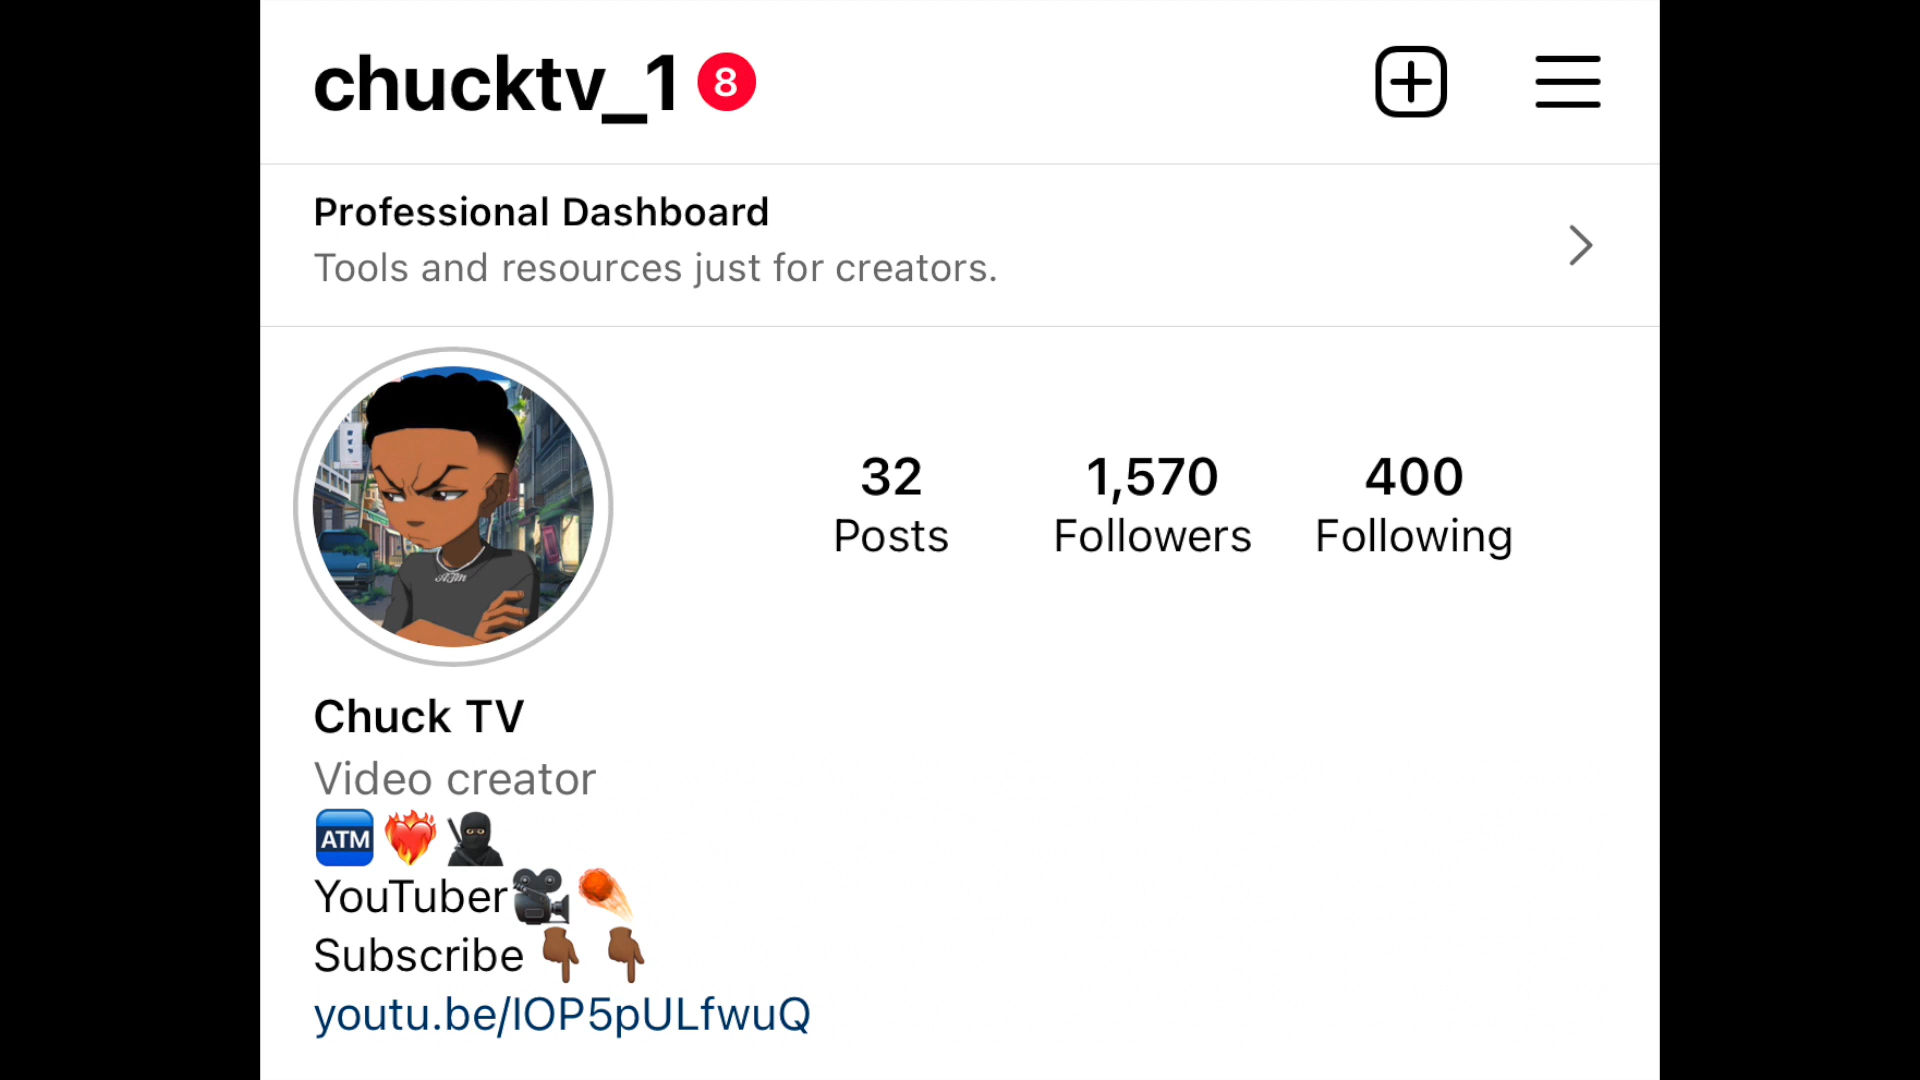 chucktv_1 8
Professional Dashboard
Tools and resources just for creators.
32 1,570 400
Posts Followers Following
Chuck TV
Video creator
ATM
YouTuber
Subscribe
youtu.be/lOP5pULfwuQ